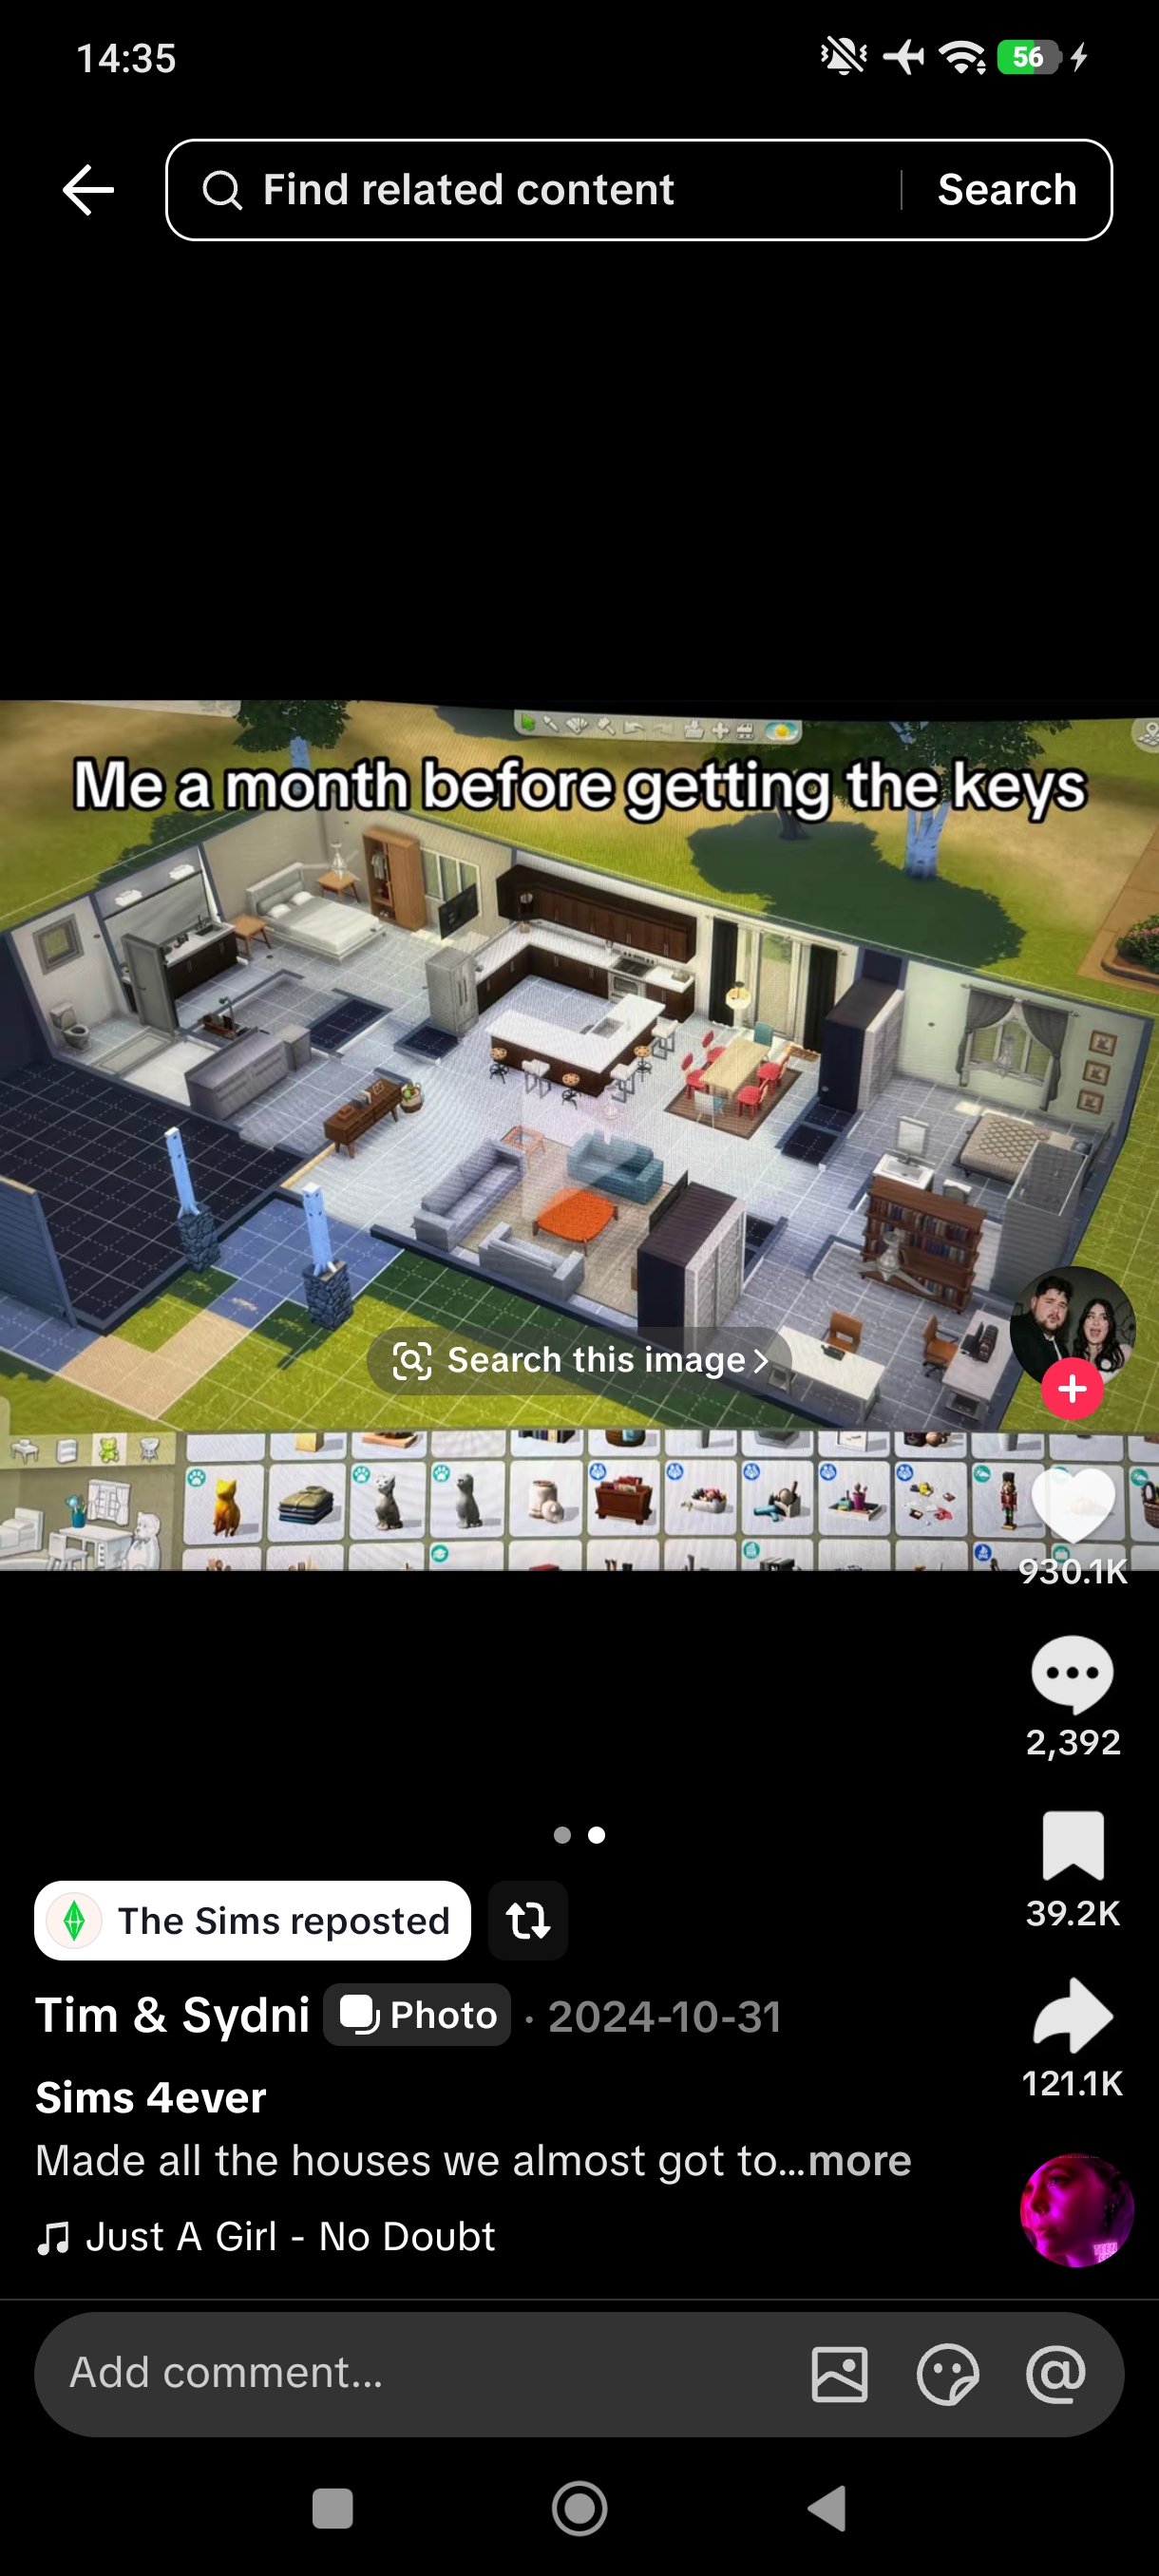 14:35
56
Find related content
Search
Me a month before getting the keys
Search this image
930.1K
2,392
39.2K
121.1K
The Sims reposted
Tim & Sydni Photo · 2024-10-31
Sims 4ever
Made all the houses we almost got to...more
Just A Girl - No Doubt
Add comment...